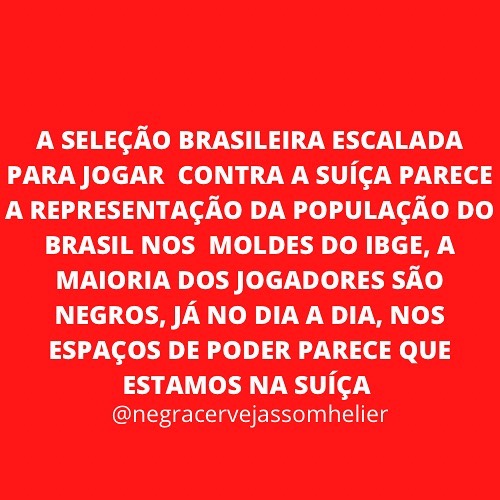 A SELEÇÃO BRASILEIRA ESCALADA
PARA JOGAR CONTRA A SUÍÇA PARECE
A REPRESENTAÇÃO DA POPULAÇÃO DO
BRASIL NOS MOLDES DO IBGE, A
MAIORIA DOS JOGADORES SÃO
NEGROS, JÁ NO DIA A DIA, NOS
ESPAÇOS DE PODER PARECE QUE
ESTAMOS NA SUÍÇA
@negracervejassomhelier